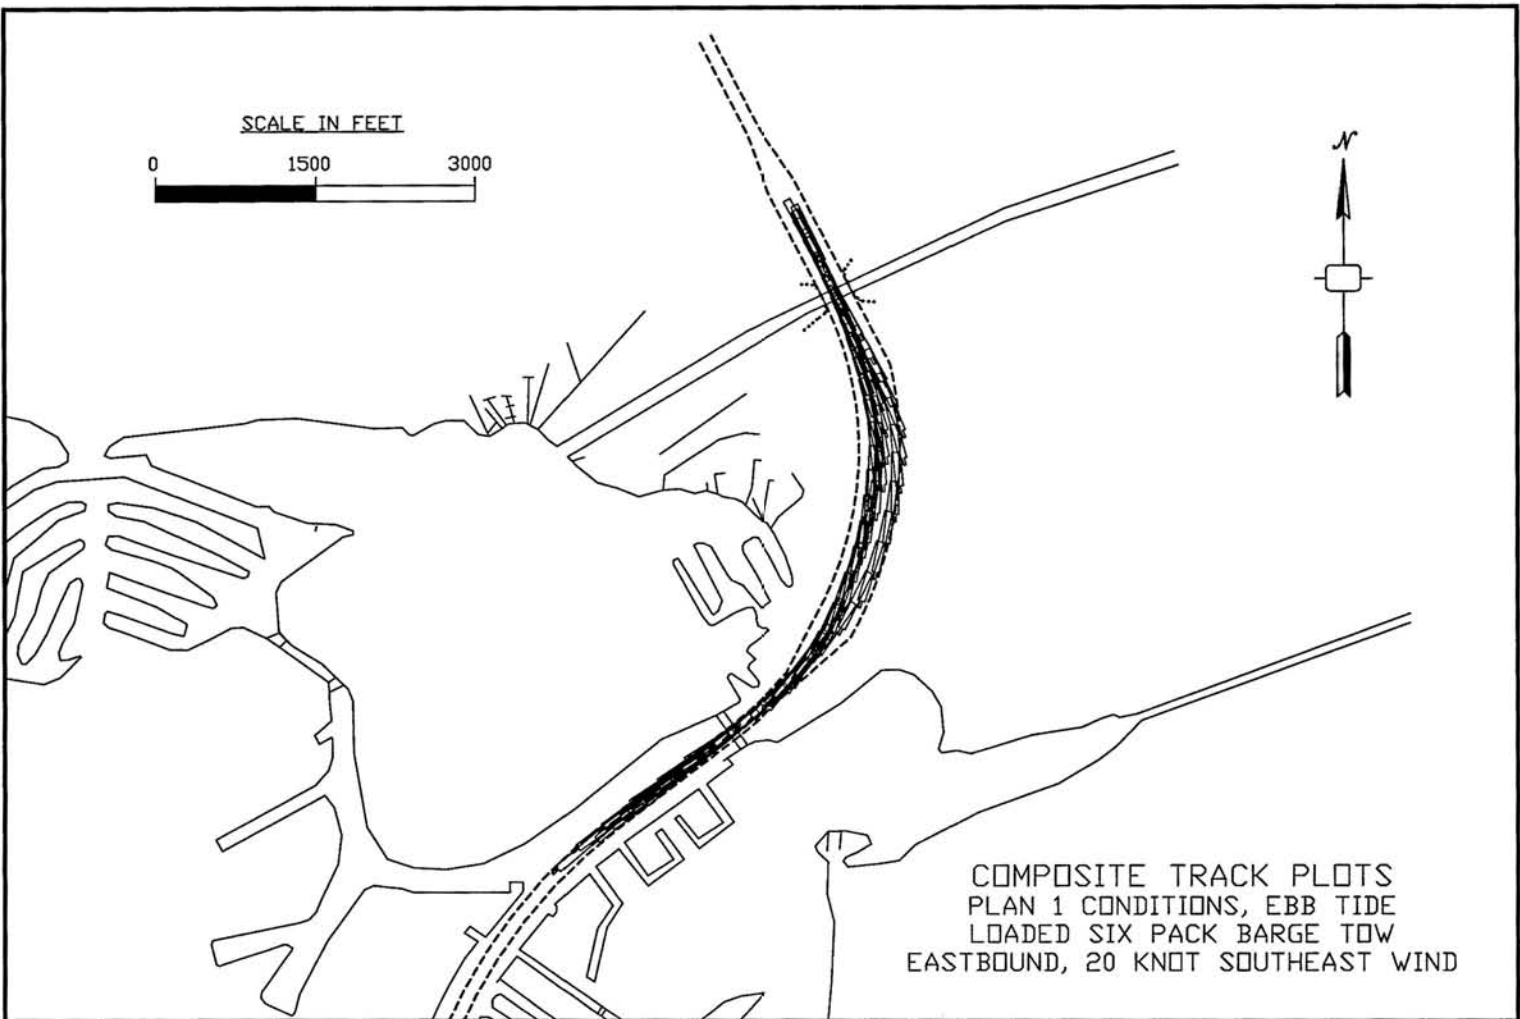 SCALE IN FEET
0 1500 3000
N
COMPOSITE TRACK PLOTS
PLAN 1 CONDITIONS, EBB TIDE
LOADED SIX PACK BARGE TOW
EASTBOUND, 20 KNOT SOUTHEAST WIND